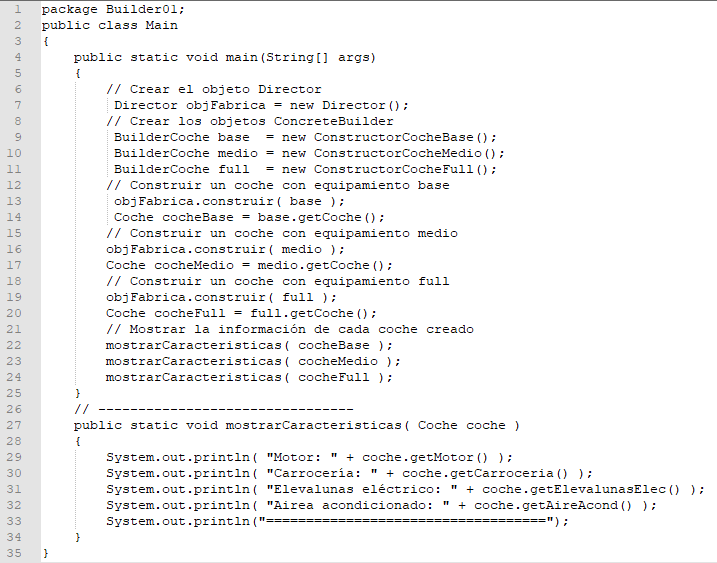 1 package Builder01;
2 public class Main
3 {
4     public static void main(String[] args)
5     {
6         // Crear el objeto Director
7          Director objFabrica = new Director();
8         // Crear los objetos ConcreteBuilder
9          BuilderCoche base  = new ConstructorCocheBase();
10          BuilderCoche medio = new ConstructorCocheMedio();
11          BuilderCoche full  = new ConstructorCocheFull();
12         // Construir un coche con equipamiento base
13          objFabrica.construir( base );
14          Coche cocheBase = base.getCoche();
15         // Construir un coche con equipamiento medio
16         objFabrica.construir( medio );
17         Coche cocheMedio = medio.getCoche();
18         // Construir un coche con equipamiento full
19         objFabrica.construir( full );
20         Coche cocheFull = full.getCoche();
21         // Mostrar la información de cada coche creado
22         mostrarCaracteristicas( cocheBase );
23         mostrarCaracteristicas( cocheMedio );
24         mostrarCaracteristicas( cocheFull );
25     }
26     // --------------------------------
27     public static void mostrarCaracteristicas( Coche coche )
28     {
29         System.out.println( "Motor: " + coche.getMotor() );
30         System.out.println( "Carrocería: " + coche.getCarroceria() );
31         System.out.println( "Elevalunas eléctrico: " + coche.getElevalunasElec() );
32         System.out.println( "Airea acondicionado: " + coche.getAireAcond() );
33         System.out.println("===================================");
34     }
35 }